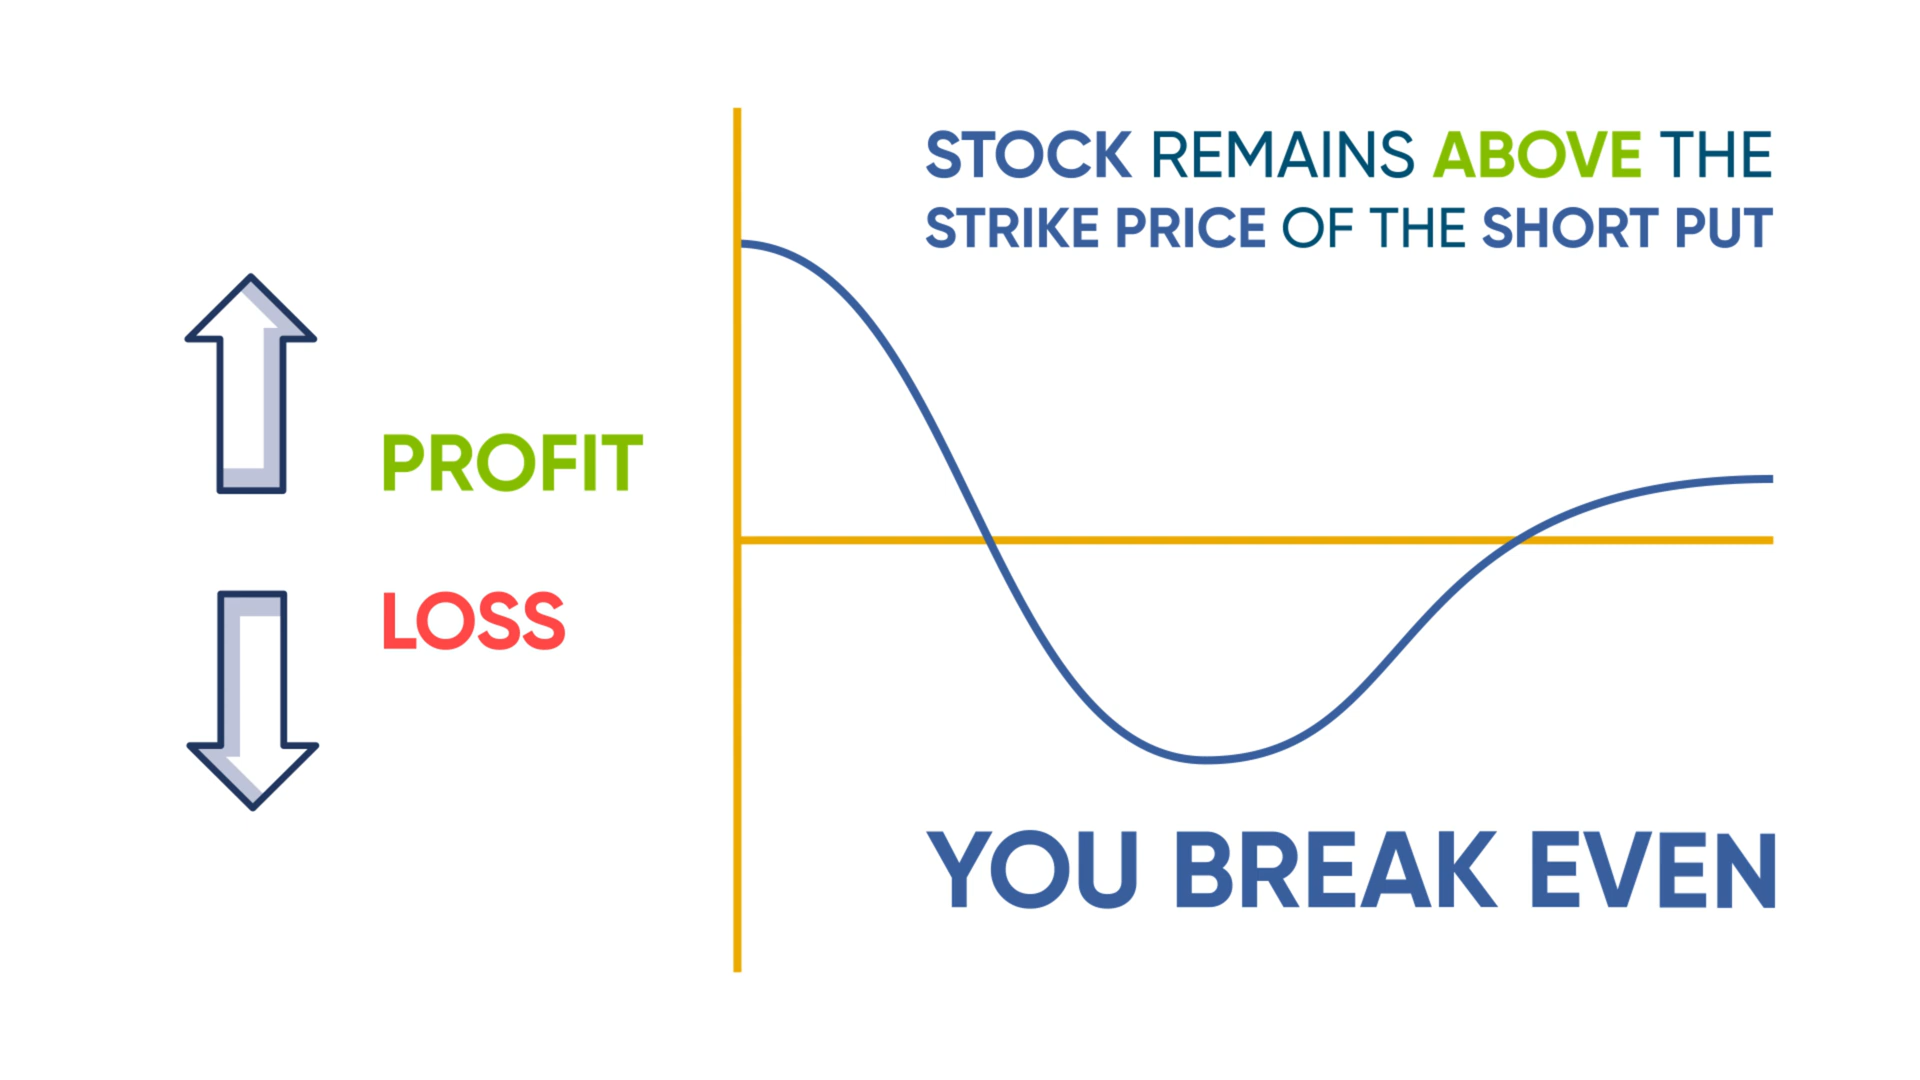 STOCK REMAINS ABOVE THE
STRIKE PRICE OF THE SHORT PUT
PROFIT
LOSS
YOU BREAK EVEN